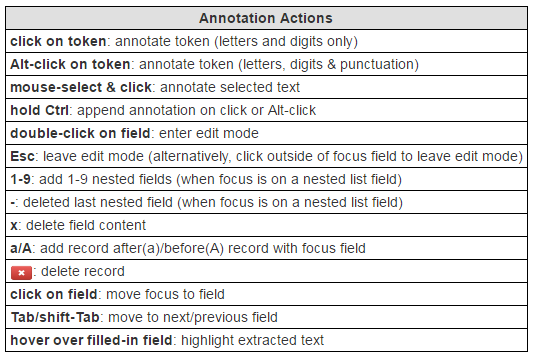 Annotation Actions
click on token: annotate token (letters and digits only)
Alt-click on token: annotate token (letters, digits & punctuation)
mouse-select & click: annotate selected text
hold Ctrl: append annotation on click or Alt-click
double-click on field: enter edit mode
Esc: leave edit mode (alternatively, click outside of focus field to leave edit mode)
1-9: add 1-9 nested fields (when focus is on a nested list field)
-: deleted last nested field (when focus is on a nested list field)
x: delete field content
a/A: add record after(a)/before(A) record with focus field
✖: delete record
click on field: move focus to field
Tab/shift-Tab: move to next/previous field
hover over filled-in field: highlight extracted text